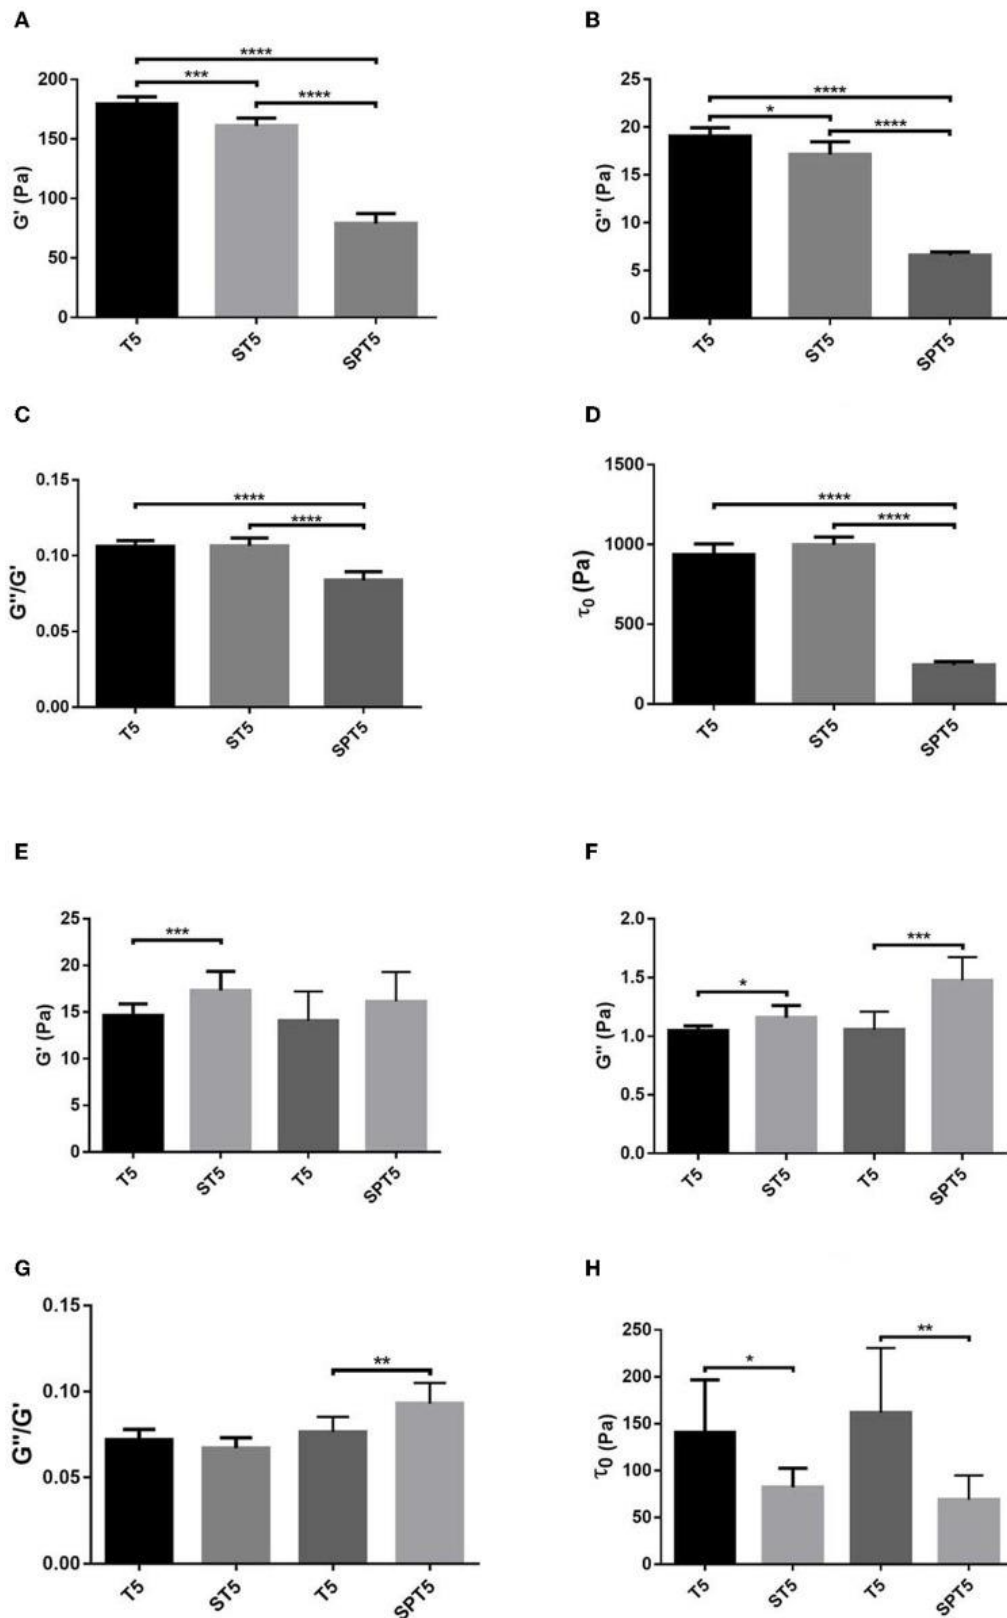 A
B
****
***
****
200
150
100
50
0
G' (Pa)
T5
ST5
SPT5
****
*
****
25
20
15
10
5
0
G'' (Pa)
T5
ST5
SPT5
C
D
****
****
0.15
0.10
0.05
0.00
G''/G'
T5
ST5
SPT5
****
****
1500
1000
500
0
τ0 (Pa)
T5
ST5
SPT5
E
F
***
25
20
15
10
5
0
G' (Pa)
T5
ST5
T5
SPT5
*
***
2.0
1.5
1.0
0.5
0.0
G'' (Pa)
T5
ST5
T5
SPT5
G
H
**
0.15
0.10
0.05
0.00
G''/G'
T5
ST5
T5
SPT5
*
**
250
200
150
100
50
0
τ0 (Pa)
T5
ST5
T5
SPT5